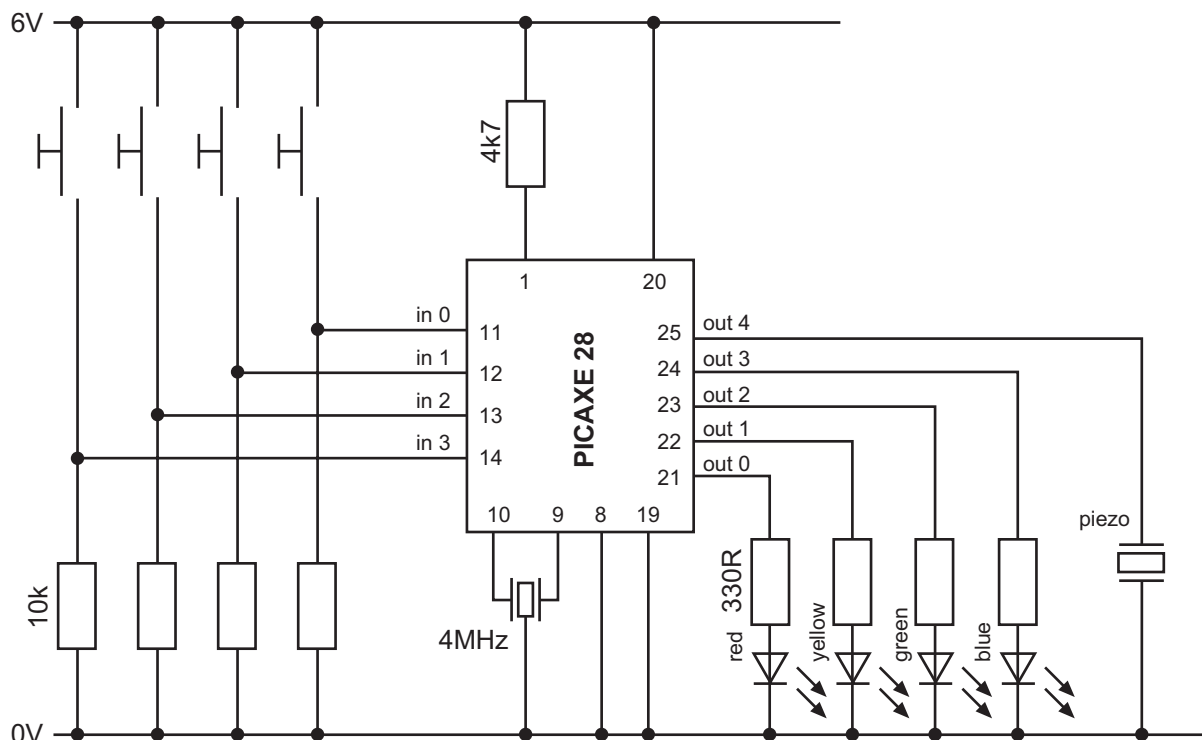 6V
4k7
1
20
in 0
11
in 1
12
in 2
13
in 3
14
PICAXE 28
25
out 4
24
out 3
23
out 2
22
out 1
21
out 0
10
9
8
19
piezo
10k
4MHz
330R
red
yellow
green
blue
0V